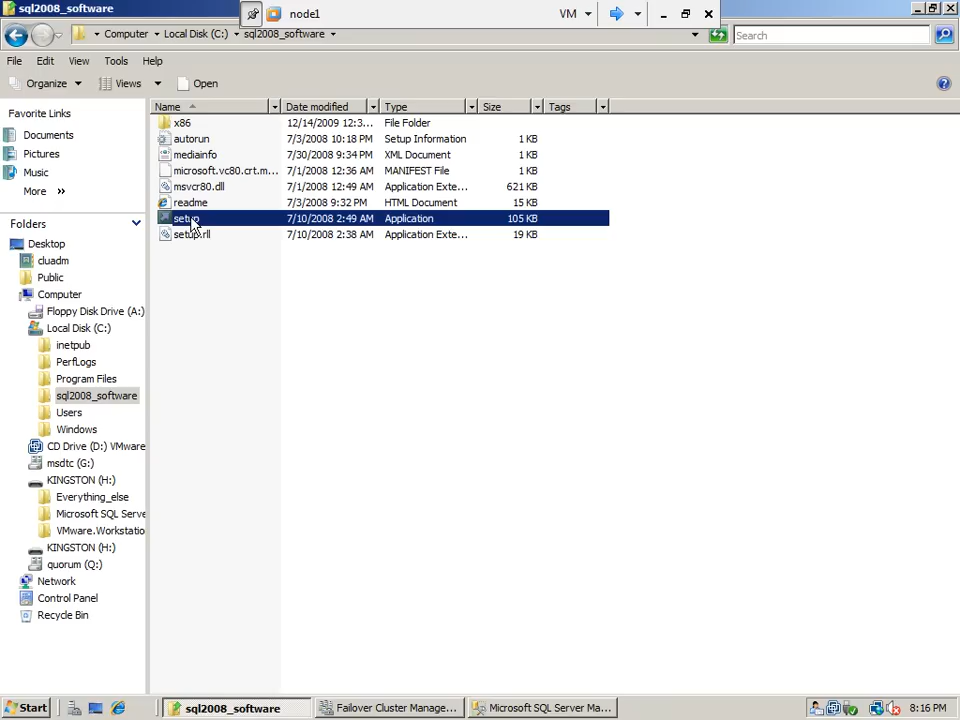 sql2008_software
node1
VM
Computer
Local Disk (C:)
sql2008_software
Search
File Edit View Tools Help
Organize Views Open
Favorite Links
Documents
Pictures
Music
More »
Folders
Desktop
cluadm
Public
Computer
Floppy Disk Drive (A:)
Local Disk (C:)
inetpub
PerfLogs
Program Files
sql2008_software
Users
Windows
CD Drive (D:) VMware
msdtc (G:)
KINGSTON (H:)
Everything_else
Microsoft SQL Serve
VMware.Workstatio
KINGSTON (H:)
quorum (Q:)
Network
Control Panel
Recycle Bin
Name Date modified Type Size Tags
x86 12/14/2009 12:3... File Folder
autorun 7/3/2008 10:18 PM Setup Information 1 KB
mediainfo 7/30/2008 9:34 PM XML Document 1 KB
microsoft.vc80.crt.m... 7/1/2008 12:36 AM MANIFEST File 1 KB
msvcr80.dll 7/1/2008 12:49 AM Application Exte... 621 KB
readme 7/3/2008 9:32 PM HTML Document 15 KB
setup 7/10/2008 2:49 AM Application 105 KB
setup.rll 7/10/2008 2:38 AM Application Exte... 19 KB
Start
sql2008_software
Failover Cluster Manage...
Microsoft SQL Server Ma...
8:16 PM